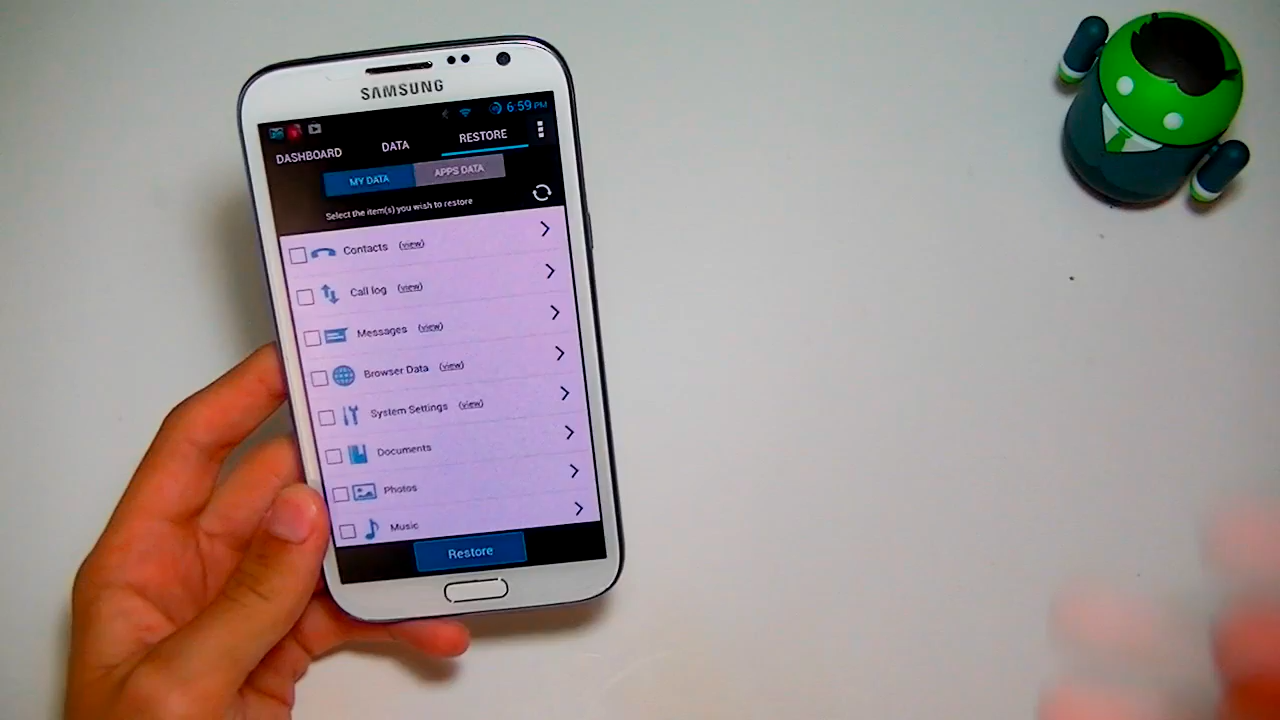 SAMSUNG
6:59 PM
DASHBOARD DATA RESTORE
MY DATA APPS DATA
Select the item(s) you wish to restore
Contacts (view)
Call log (view)
Messages (view)
Browser Data (view)
System Settings (view)
Documents
Photos
Music
Restore